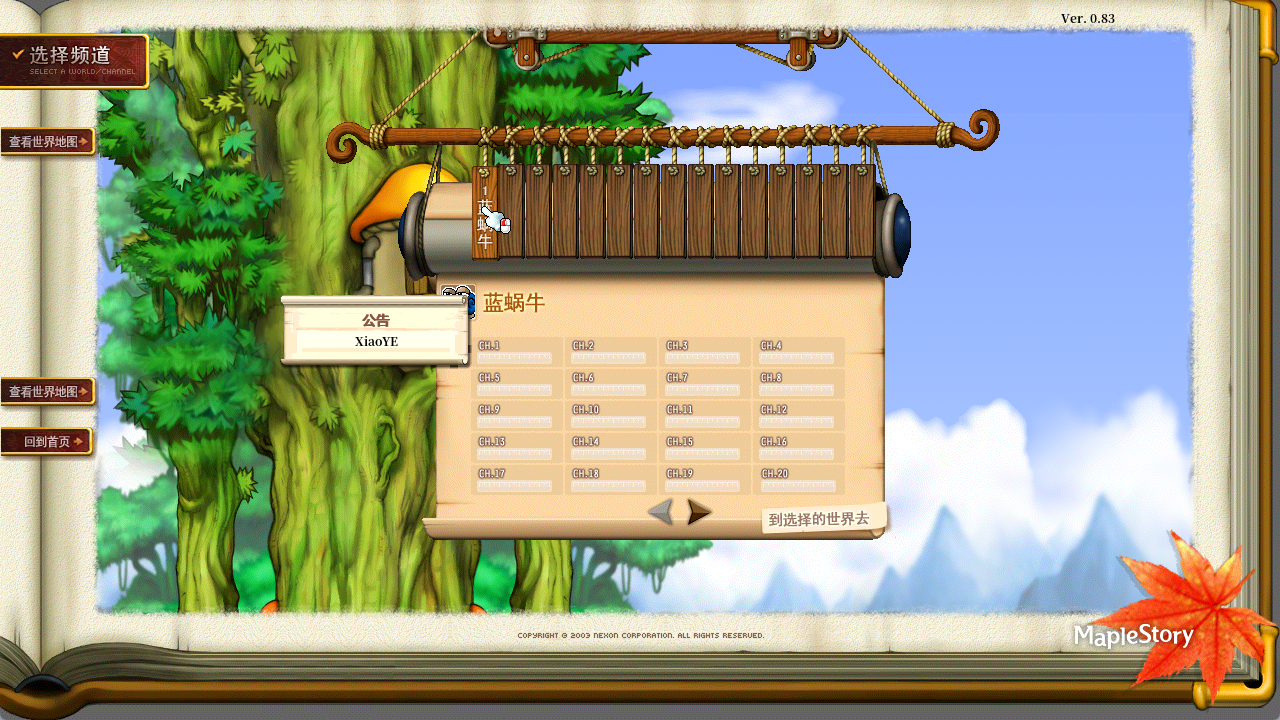 Ver. 0.83
选择频道
SELECT A WORLD/CHANNEL
查看世界地图
1
蓝
蜗
牛
蓝蜗牛
公告
XiaoYE
CH.1 CH.2 CH.3 CH.4
CH.5 CH.6 CH.7 CH.8
CH.9 CH.10 CH.11 CH.12
CH.13 CH.14 CH.15 CH.16
CH.17 CH.18 CH.19 CH.20
查看世界地图
回到首页
到选择的世界去
COPYRIGHT @ 2003 NEXON CORPORATION. ALL RIGHTS RESERVED.
MapleStory